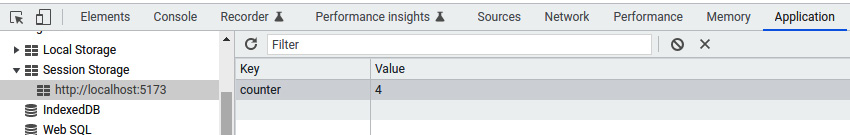 Elements Console Recorder Performance insights Sources Network Performance Memory Application
Local Storage
Session Storage
http://localhost:5173
IndexedDB
Web SQL
Filter
Key Value
counter 4